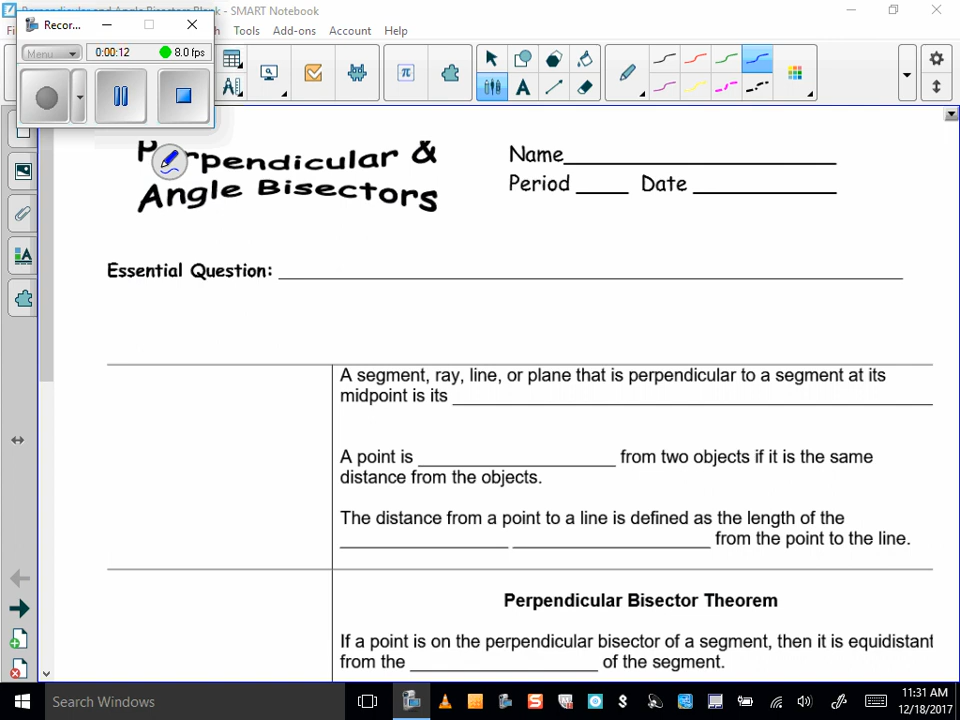 Perpendicular and Angle Bisectors Blank - SMART Notebook
Recor...
Tools Add-ons Account Help
Menu 0:00:12 8.0 fps
Perpendicular &
Angle Bisectors
Name
Period Date
Essential Question:
A segment, ray, line, or plane that is perpendicular to a segment at its
midpoint is its
A point is from two objects if it is the same
distance from the objects.
The distance from a point to a line is defined as the length of the
from the point to the line.
Perpendicular Bisector Theorem
If a point is on the perpendicular bisector of a segment, then it is equidistant
from the of the segment.
Search Windows
11:31 AM
12/18/2017